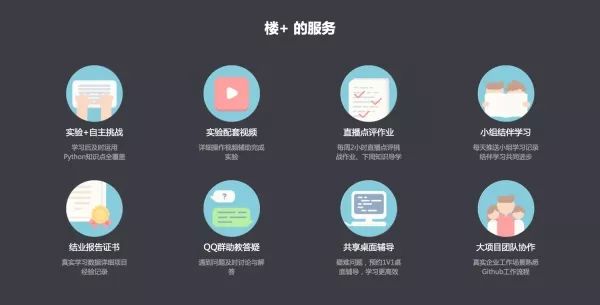 楼+ 的服务
实验+自主挑战
学习后及时运用
Python知识点全覆盖
实验配套视频
详细操作视频辅助完成
实验
直播点评作业
每周2小时直播点评挑
战作业、下周知识导学
小组结伴学习
每天推送小组学习记录
结伴学习共同进步
?
结业报告证书
真实学习数据详细项目
经验记录
QQ群助教答疑
遇到问题及时讨论与解
答
共享桌面辅导
疑难问题，预约1V1桌
面辅导，学习更高效
大项目团队协作
真实企业工作场景熟悉
Github工作流程